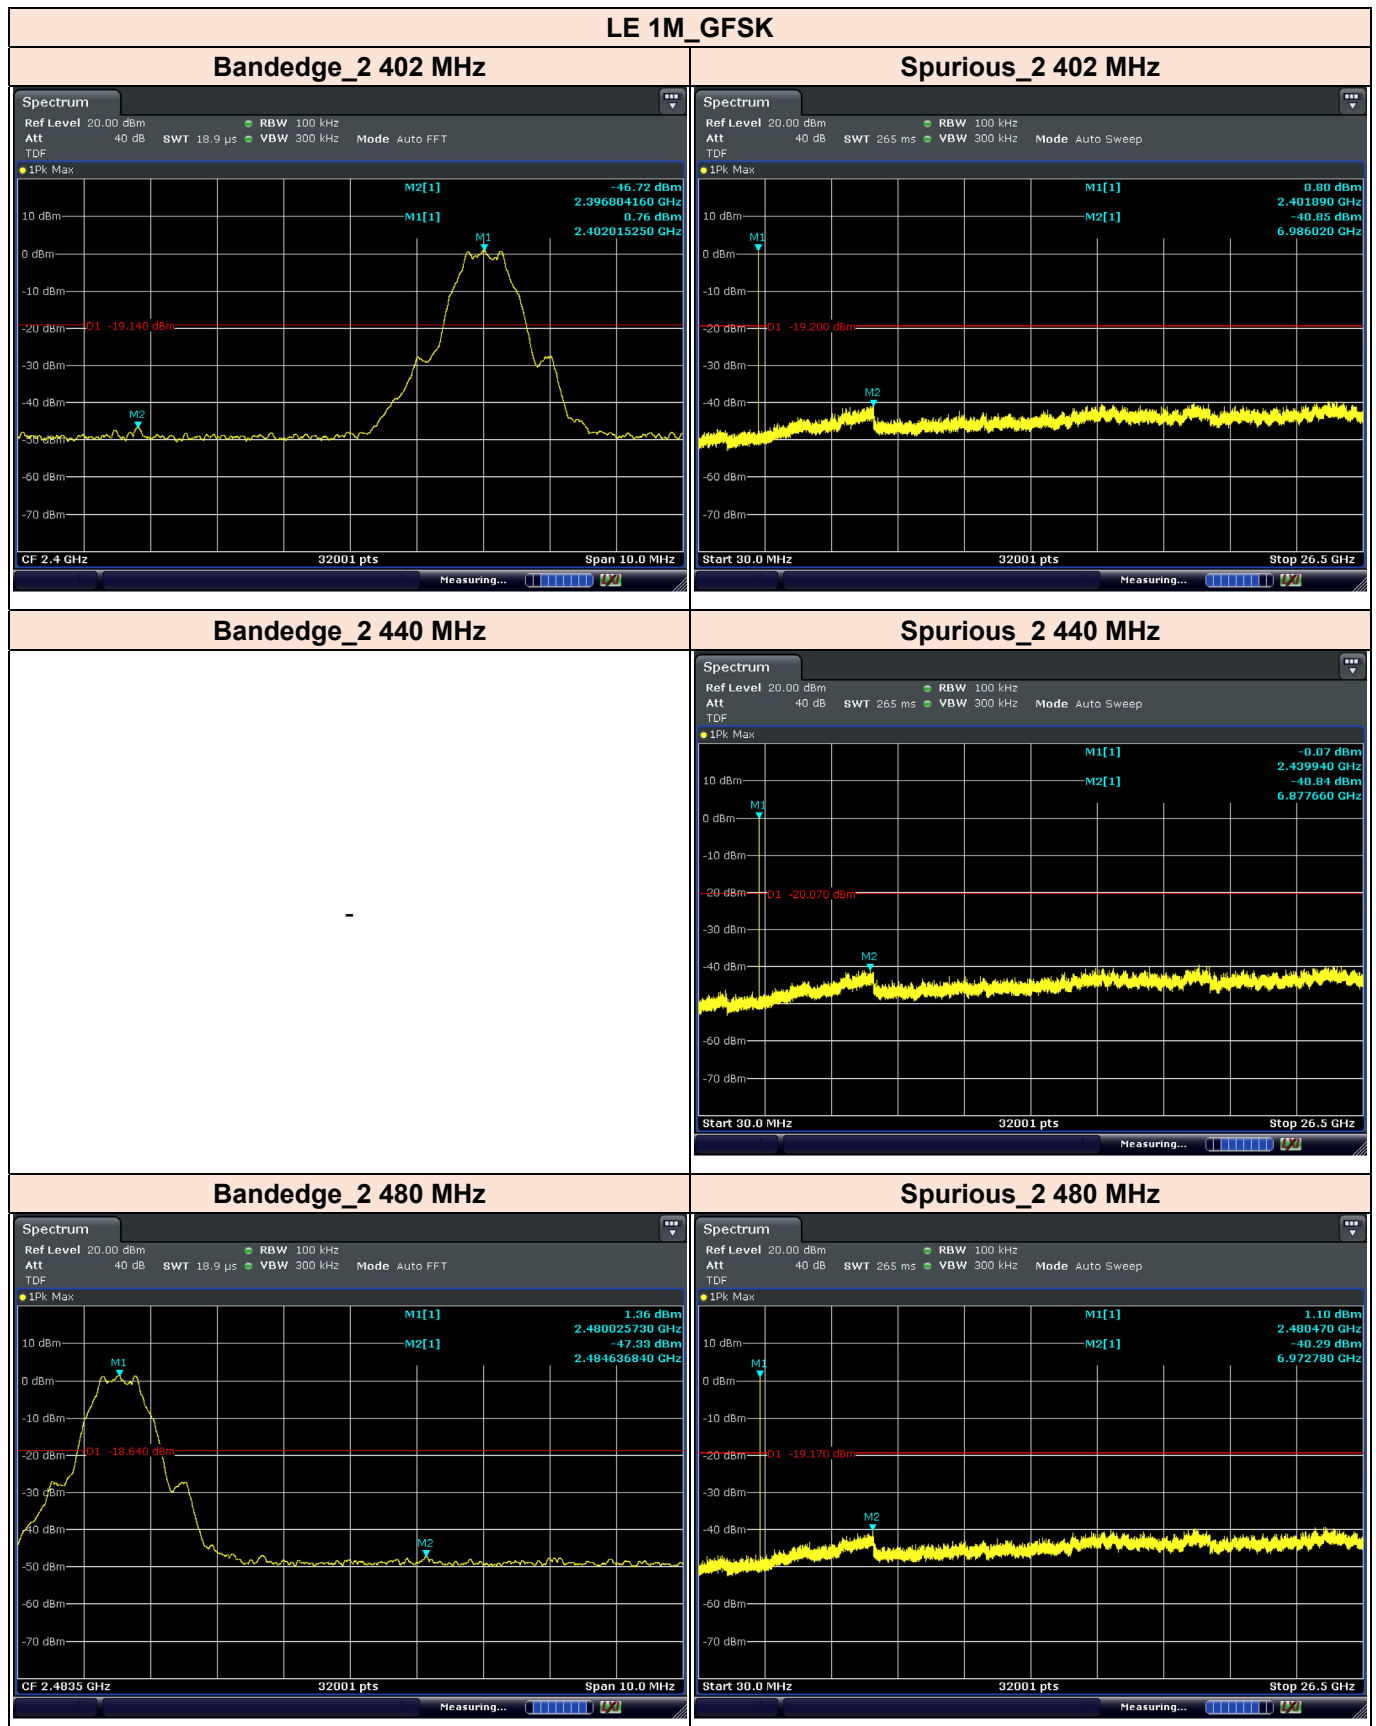 LE 1M_GFSK
Bandedge_2 402 MHz
Spurious_2 402 MHz
Spectrum
Ref Level 20.00 dBm RBW 100 kHz
Att 40 dB SWT 18.9 µs VBW 300 kHz Mode Auto FFT
TDF
1Pk Max
M2[1] -46.72 dBm
2.396804160 GHz
10 dBm M1[1] 0.76 dBm
2.402015250 GHz
M1
0 dBm
-10 dBm
-20 dBm D1 -19.140 dBm
-30 dBm
-40 dBm
M2
-50 dBm
-60 dBm
-70 dBm
CF 2.4 GHz 32001 pts Span 10.0 MHz
Measuring...
Spectrum
Ref Level 20.00 dBm RBW 100 kHz
Att 40 dB SWT 265 ms VBW 300 kHz Mode Auto Sweep
TDF
1Pk Max
M1[1] 0.80 dBm
2.401890 GHz
10 dBm M2[1] -40.85 dBm
6.986020 GHz
M1
0 dBm
-10 dBm
-20 dBm D1 -19.200 dBm
-30 dBm
M2
-40 dBm
-50 dBm
-60 dBm
-70 dBm
Start 30.0 MHz 32001 pts Stop 26.5 GHz
Measuring...
Bandedge_2 440 MHz
Spurious_2 440 MHz
-
Spectrum
Ref Level 20.00 dBm RBW 100 kHz
Att 40 dB SWT 265 ms VBW 300 kHz Mode Auto Sweep
TDF
1Pk Max
M1[1] -0.07 dBm
2.439940 GHz
10 dBm M2[1] -40.84 dBm
6.877660 GHz
M1
0 dBm
-10 dBm
-20 dBm D1 -20.070 dBm
-30 dBm
M2
-40 dBm
-60 dBm
-70 dBm
Start 30.0 MHz 32001 pts Stop 26.5 GHz
Measuring...
Bandedge_2 480 MHz
Spurious_2 480 MHz
Spectrum
Ref Level 20.00 dBm RBW 100 kHz
Att 40 dB SWT 18.9 µs VBW 300 kHz Mode Auto FFT
TDF
1Pk Max
M1[1] 1.36 dBm
2.480025730 GHz
10 dBm M2[1] -47.33 dBm
2.484636840 GHz
M1
0 dBm
-10 dBm
-20 dBm D1 -18.640 dBm
-30 dBm
-40 dBm
M2
-50 dBm
-60 dBm
-70 dBm
CF 2.4835 GHz 32001 pts Span 10.0 MHz
Measuring...
Spectrum
Ref Level 20.00 dBm RBW 100 kHz
Att 40 dB SWT 265 ms VBW 300 kHz Mode Auto Sweep
TDF
1Pk Max
M1[1] 1.10 dBm
2.480470 GHz
10 dBm M2[1] -40.29 dBm
6.972780 GHz
M1
0 dBm
-10 dBm
-20 dBm D1 -19.170 dBm
-30 dBm
M2
-40 dBm
-50 dBm
-60 dBm
-70 dBm
Start 30.0 MHz 32001 pts Stop 26.5 GHz
Measuring...